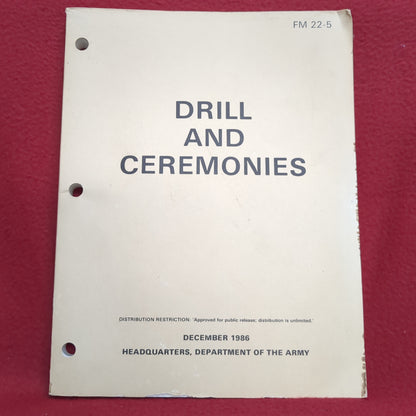 FM 22-5
DRILL
AND
CEREMONIES
DISTRIBUTION RESTRICTION: 'Approved for public release; distribution is unlimited.'
DECEMBER 1986
HEADQUARTERS, DEPARTMENT OF THE ARMY